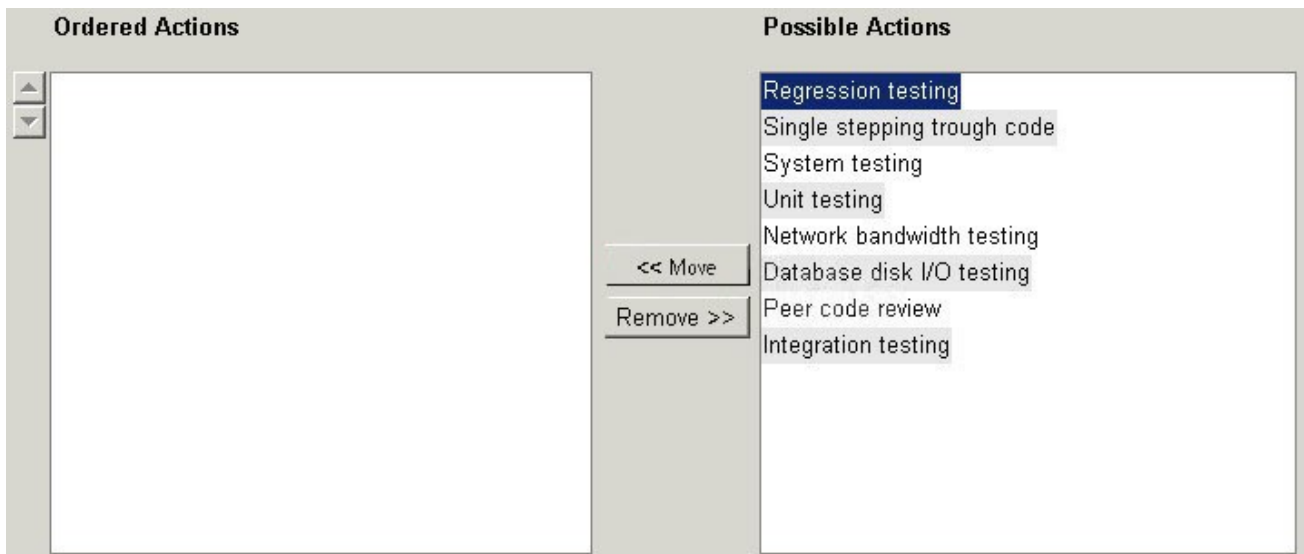 Ordered Actions
Possible Actions
Regression testing
Single stepping trough code
System testing
Unit testing
Network bandwidth testing
Database disk I/O testing
Peer code review
Integration testing
<< Move
Remove >>